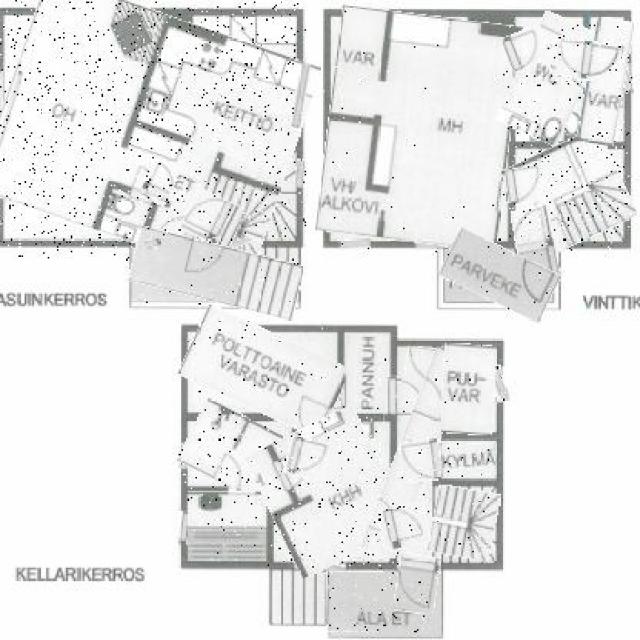 OH
KEITTIÖ
ET
ASUINKERROS
VAR
MH
WC
VAR
VH/
ALKOVI
PARVEKE
VINTTIK
POLTTOAINE
VARASTO
PANNUH
PUU-
VAR
KYLMÄ
KHH
KELLARIKERROS
ALA ET